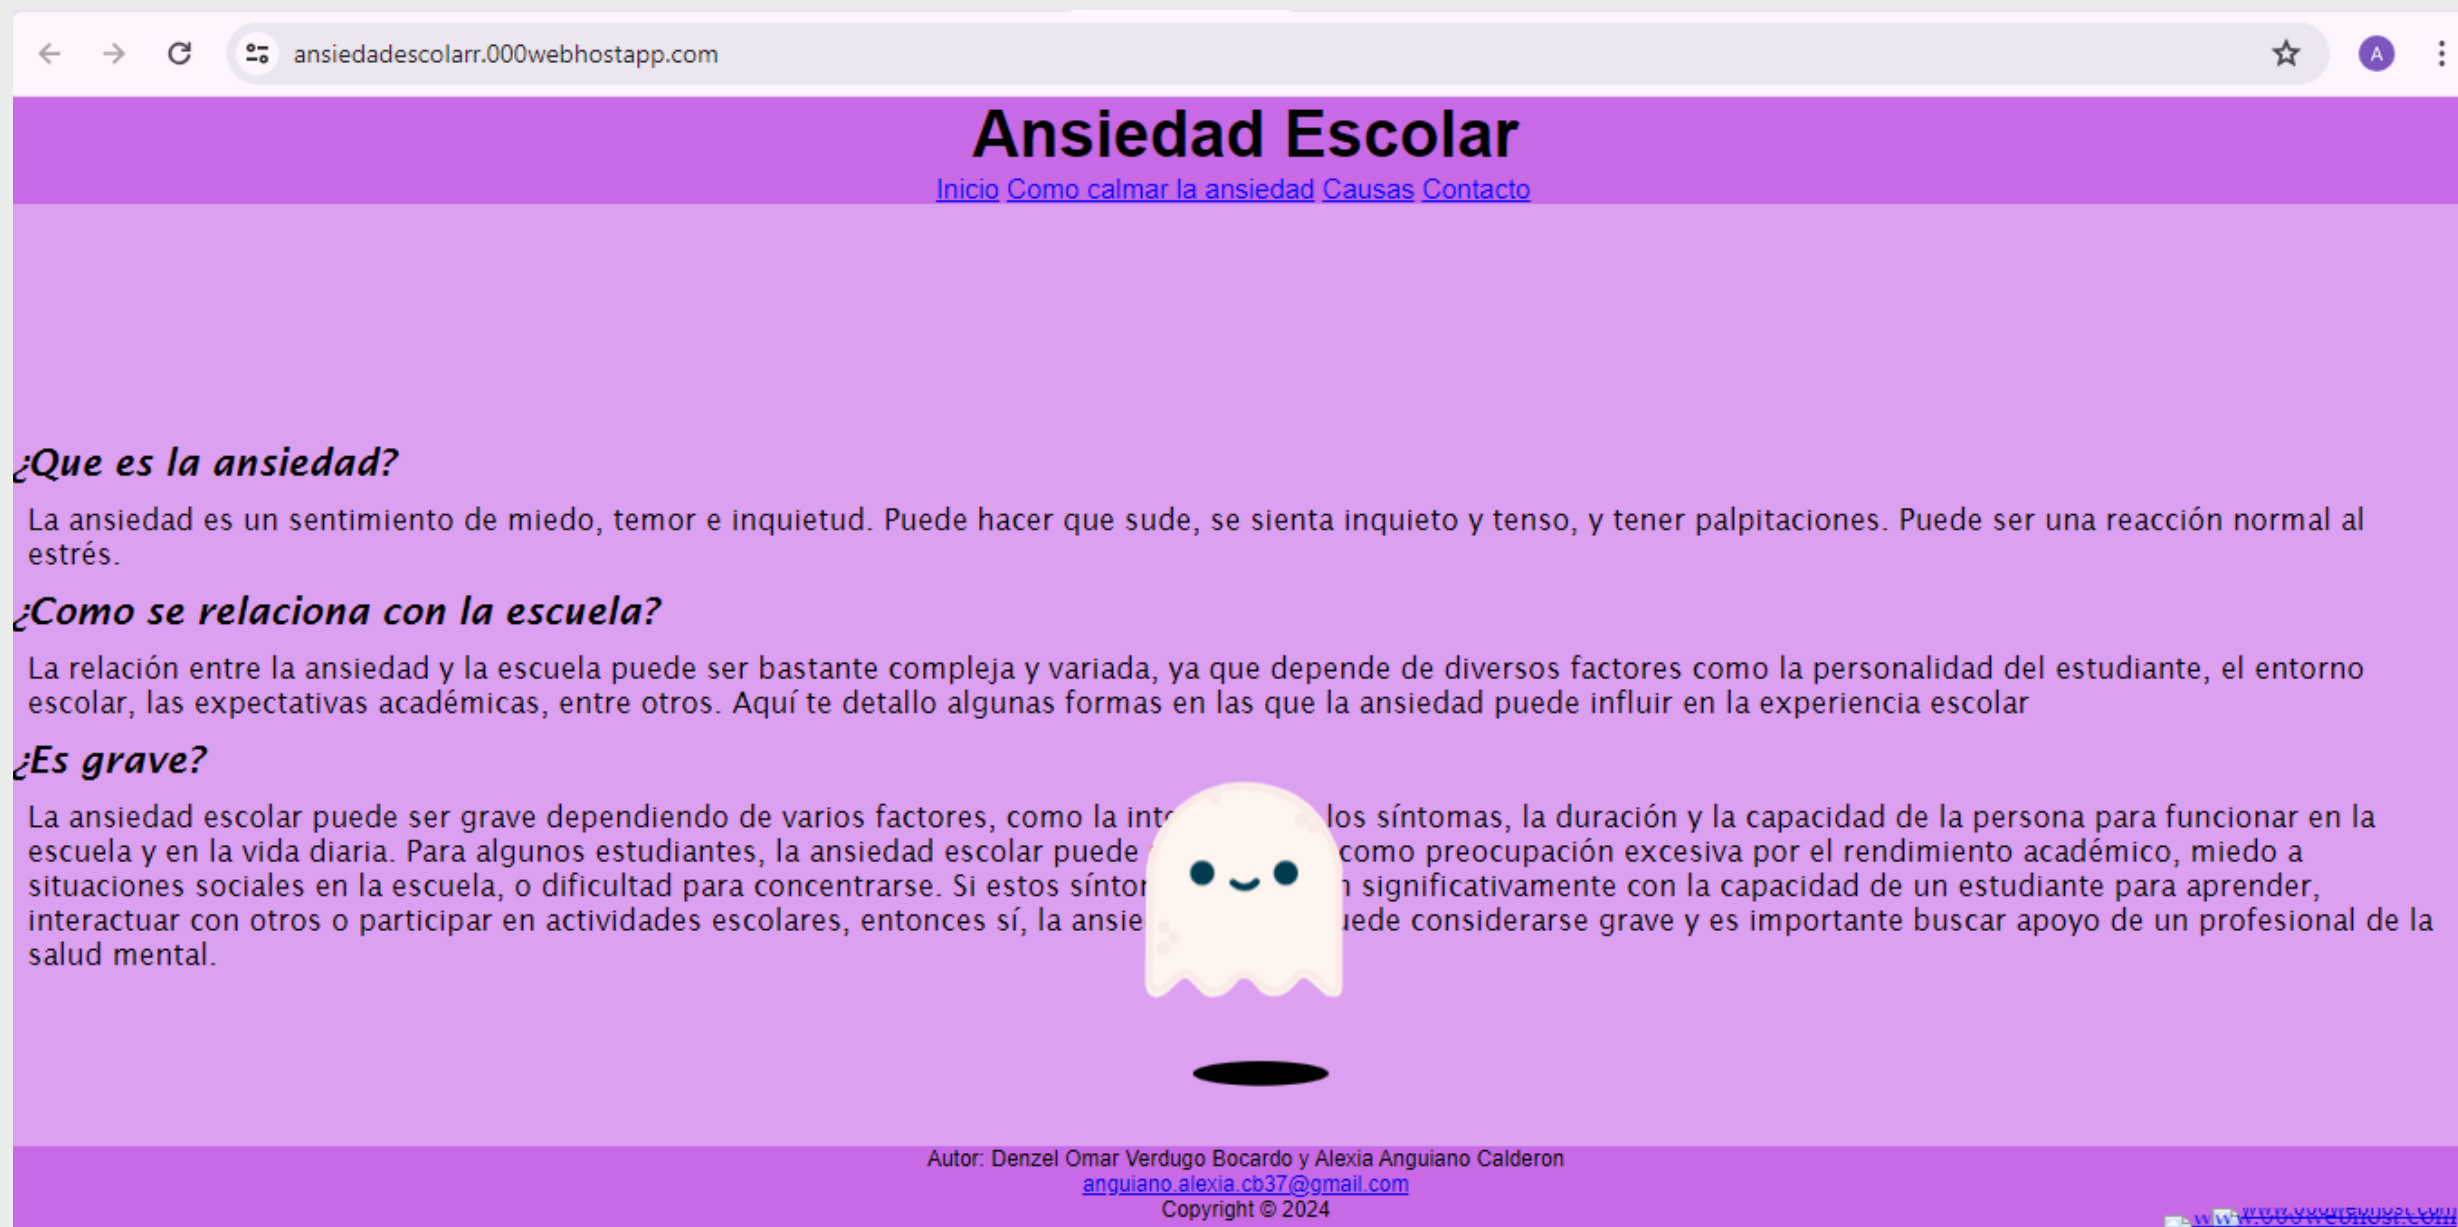 ansiedadescolarr.000webhostapp.com
A
Ansiedad Escolar
Inicio Como calmar la ansiedad Causas Contacto
¿Que es la ansiedad?
La ansiedad es un sentimiento de miedo, temor e inquietud. Puede hacer que sude, se sienta inquieto y tenso, y tener palpitaciones. Puede ser una reacción normal al
estrés.
¿Como se relaciona con la escuela?
La relación entre la ansiedad y la escuela puede ser bastante compleja y variada, ya que depende de diversos factores como la personalidad del estudiante, el entorno
escolar, las expectativas académicas, entre otros. Aquí te detallo algunas formas en las que la ansiedad puede influir en la experiencia escolar
¿Es grave?
La ansiedad escolar puede ser grave dependiendo de varios factores, como la los síntomas, la duración y la capacidad de la persona para funcionar en la
escuela y en la vida diaria. Para algunos estudiantes, la ansiedad escolar puede como preocupación excesiva por el rendimiento académico, miedo a
situaciones sociales en la escuela, o dificultad para concentrarse. Si estos significativamente con la capacidad de un estudiante para aprender,
interactuar con otros o participar en actividades escolares, entonces sí, la considerarse grave y es importante buscar apoyo de un profesional de la
salud mental.
Autor: Denzel Omar Verdugo Bocardo y Alexia Anguiano Calderon
anguiano.alexia.cb37@gmail.com
Copyright © 2024
www.000webhost.com